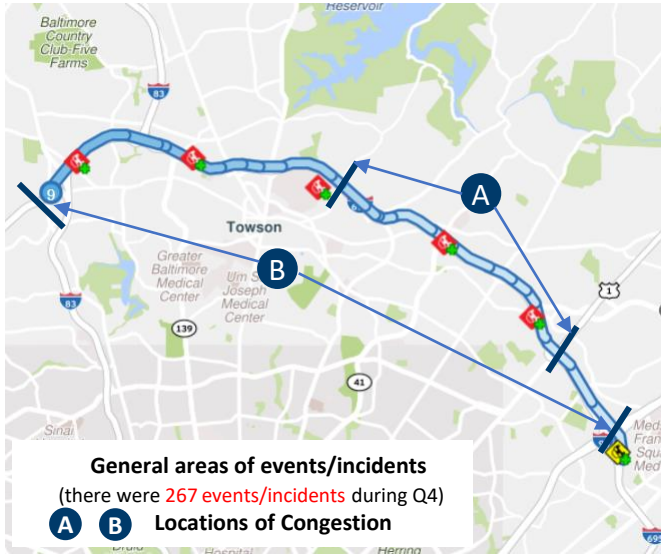 Reservoir
Baltimore
Country
Club-Five
Farms
83
A
9
Towson
B
Greater
Baltimore
Medical
Center
Um St
Joseph
Medical
Center
1
83
139
41
Sinai
Med
Fran
Squa
Med
General areas of events/incidents
(there were 267 events/incidents during Q4)
A B Locations of Congestion
695
Hospital
Herring